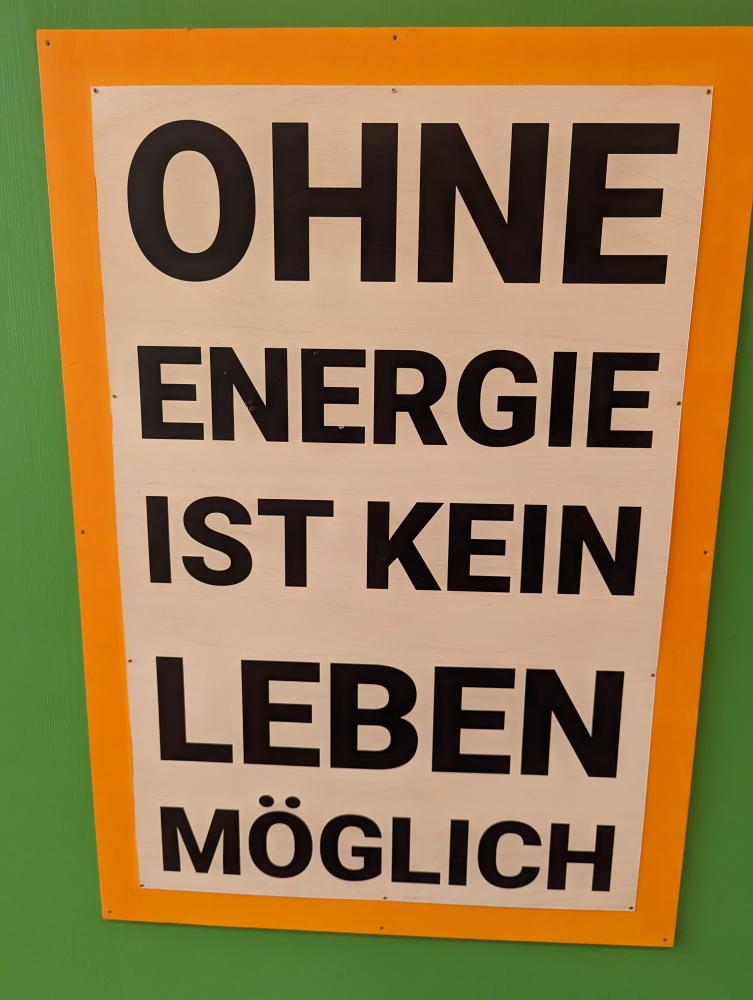 OHNE
ENERGIE
IST KEIN
LEBEN
MÖGLICH